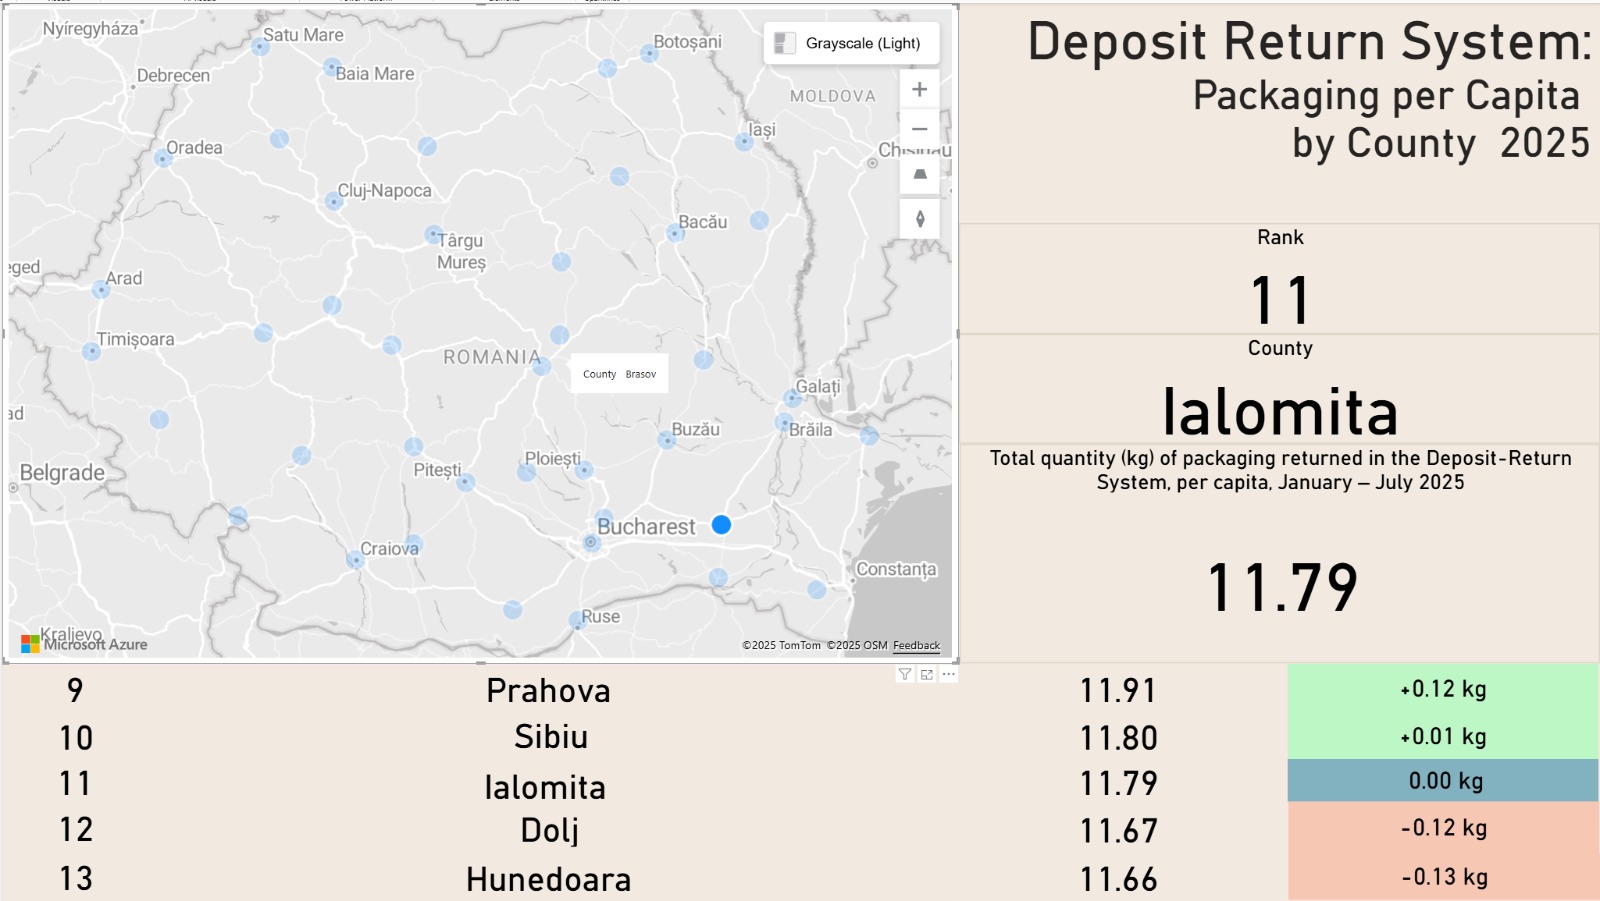 Nyíregyháza
Satu Mare
Botoșani
Grayscale (Light)
Debrecen
Baia Mare
MOLDOVA
Iași
Oradea
Cluj-Napoca
Bacău
Târgu
Mureș
Arad
Timișoara
ROMANIA
County Brasov
Galați
Brăila
Buzău
Ploiești
Pitești
Belgrade
Bucharest
Craiova
Constanța
Ruse
Kraljevo
Microsoft Azure
©2025 TomTom ©2025 OSM Feedback
Deposit Return System:
Packaging per Capita
by County 2025
Rank
11
County
Ialomita
Total quantity (kg) of packaging returned in the Deposit-Return
System, per capita, January – July 2025
11.79
9 Prahova 11.91 +0.12 kg
10 Sibiu 11.80 +0.01 kg
11 Ialomita 11.79 0.00 kg
12 Dolj 11.67 -0.12 kg
13 Hunedoara 11.66 -0.13 kg